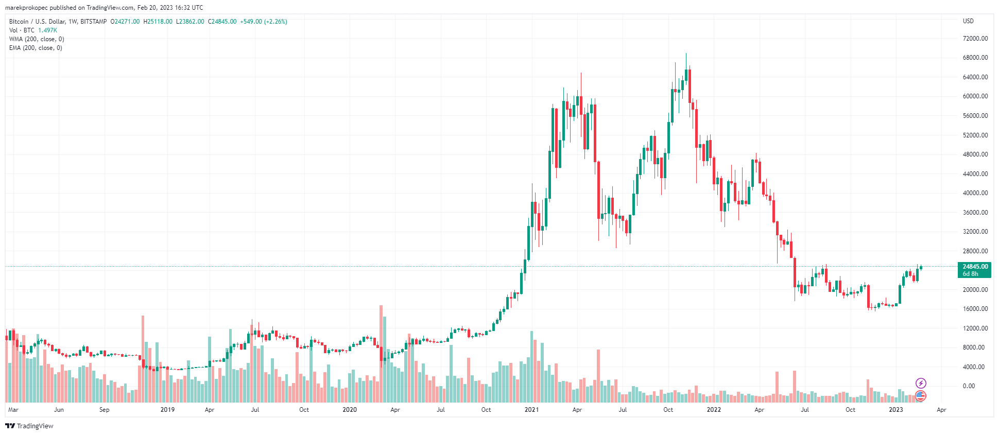 marekprokopec published on TradingView.com, Feb 20, 2023 16:32 UTC
Bitcoin / U.S. Dollar, 1W, BITSTAMP O24271.00 H25118.00 L23862.00 C24845.00 +549.00 (+2.26%)
Vol · BTC 1.497K
WMA (200, close, 0)
EMA (200, close, 0)
USD
72000.00
68000.00
64000.00
60000.00
56000.00
52000.00
48000.00
44000.00
40000.00
36000.00
32000.00
28000.00
24845.00
6d 8h
20000.00
16000.00
12000.00
8000.00
4000.00
0.00
Mar Jun Sep 2019 Apr Jul Oct 2020 Apr Jul Oct 2021 Apr Jul Oct 2022 Apr Jul Oct 2023 Apr
TradingView